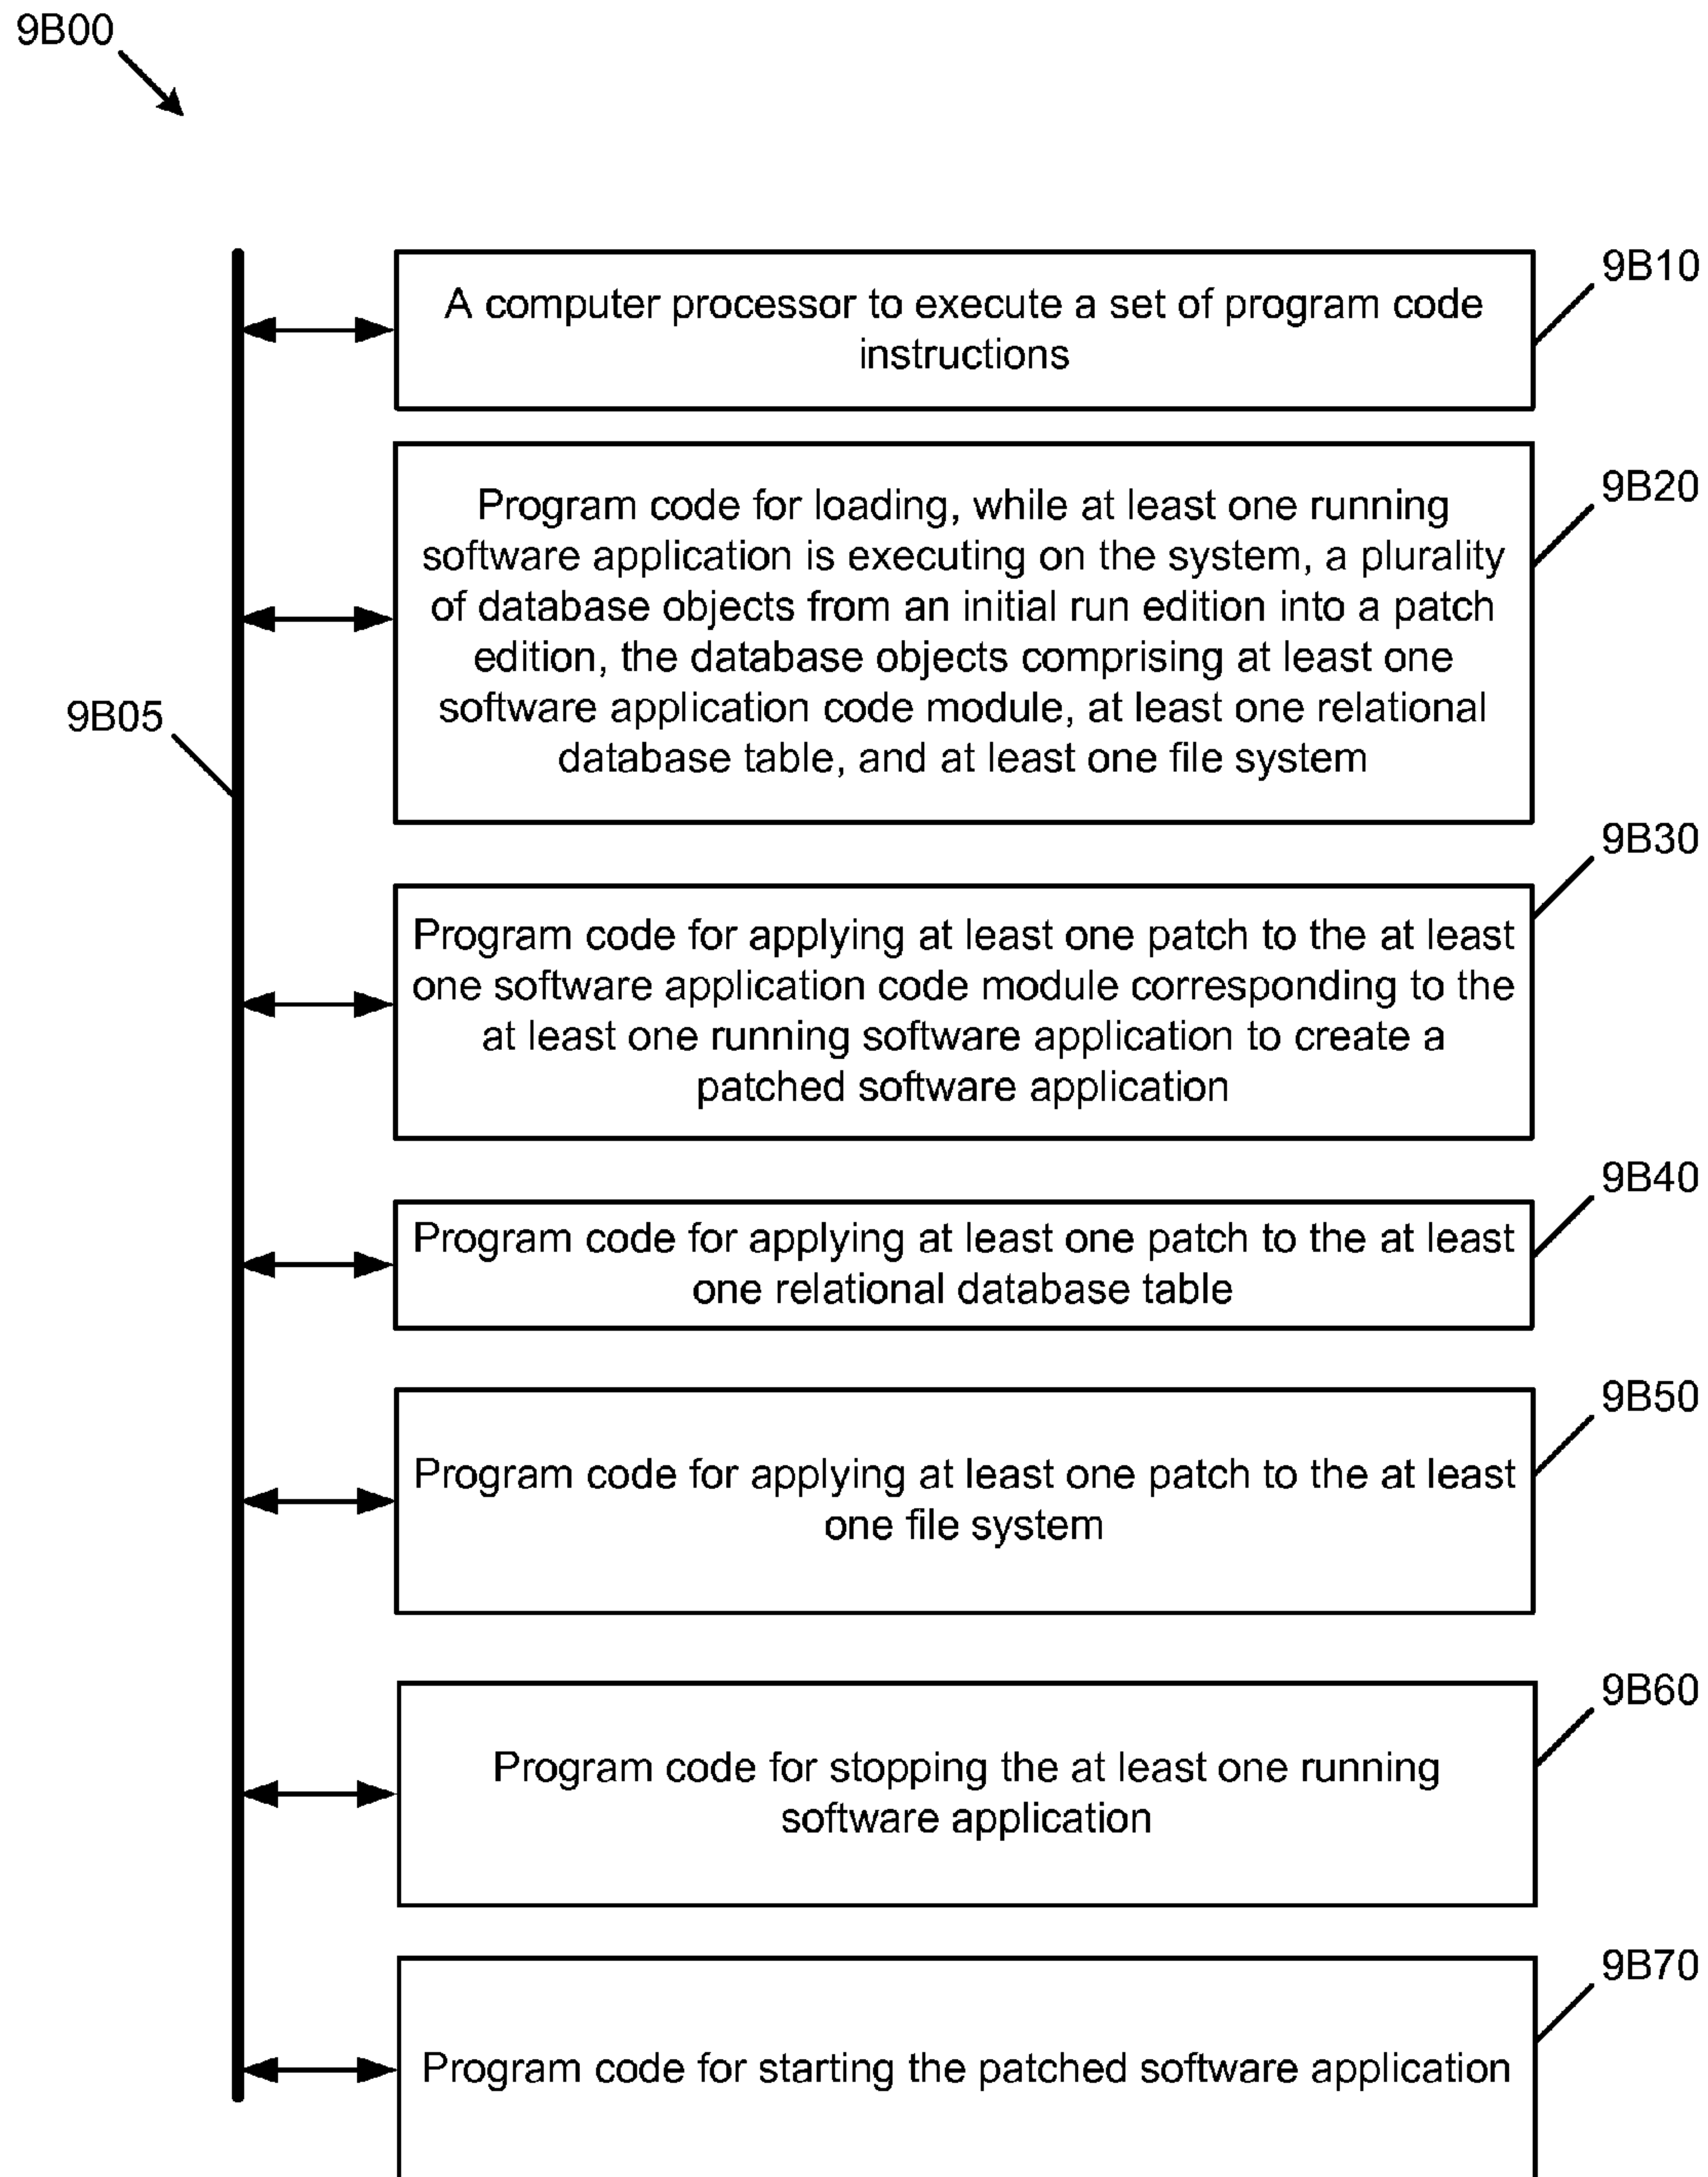 9B00
9B10
A computer processor to execute a set of program code
instructions
9B20
Program code for loading, while at least one running
software application is executing on the system, a plurality
of database objects from an initial run edition into a patch
edition, the database objects comprising at least one
software application code module, at least one relational
database table, and at least one file system
9B05
9B30
Program code for applying at least one patch to the at least
one software application code module corresponding to the
at least one running software application to create a
patched software application
9B40
Program code for applying at least one patch to the at least
one relational database table
9B50
Program code for applying at least one patch to the at least
one file system
9B60
Program code for stopping the at least one running
software application
9B70
Program code for starting the patched software application